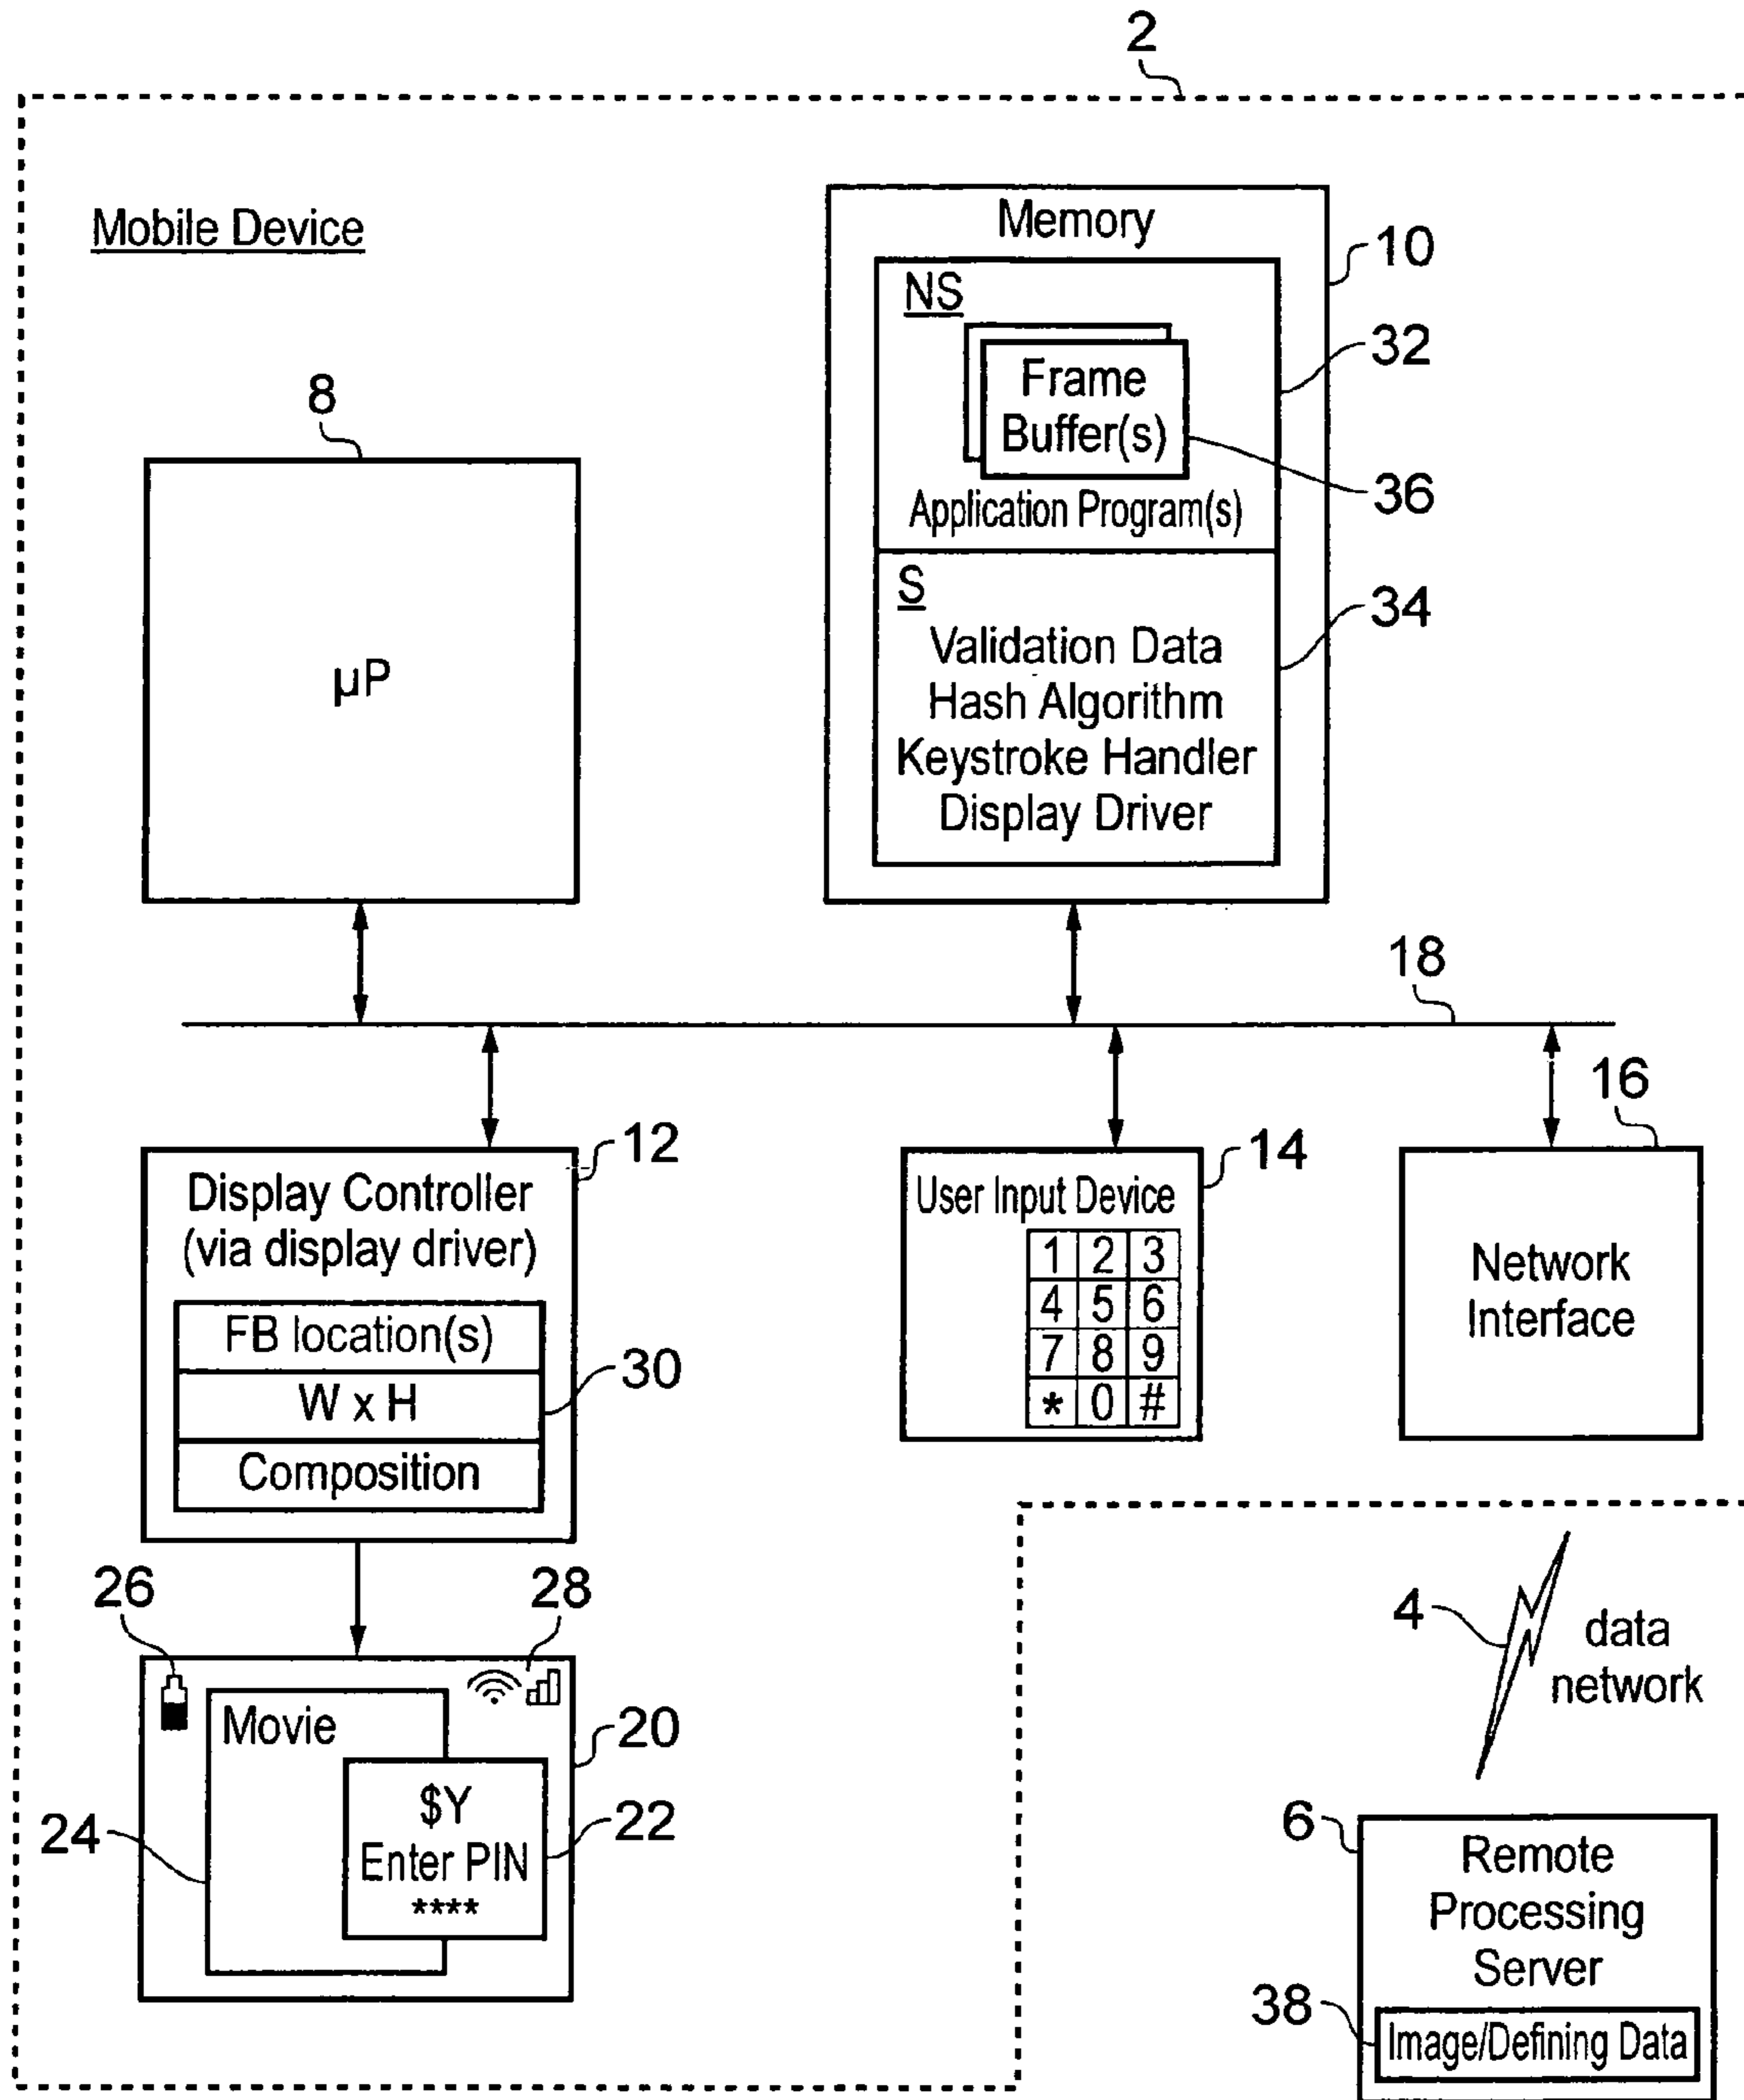 2
Mobile Device
Memory
10
NS
32
Frame
Buffer(s)
36
Application Program(s)
8
μP
S
34
Validation Data
Hash Algorithm
Keystroke Handler
Display Driver
18
16
12
Display Controller
(via display driver)
FB location(s)
30
W x H
Composition
14
User Input Device
1 2 3
4 5 6
7 8 9
* 0 #
Network
Interface
26
28
20
Movie
$Y
Enter PIN
****
22
24
4
data
network
6
Remote
Processing
Server
38
Image/Defining Data